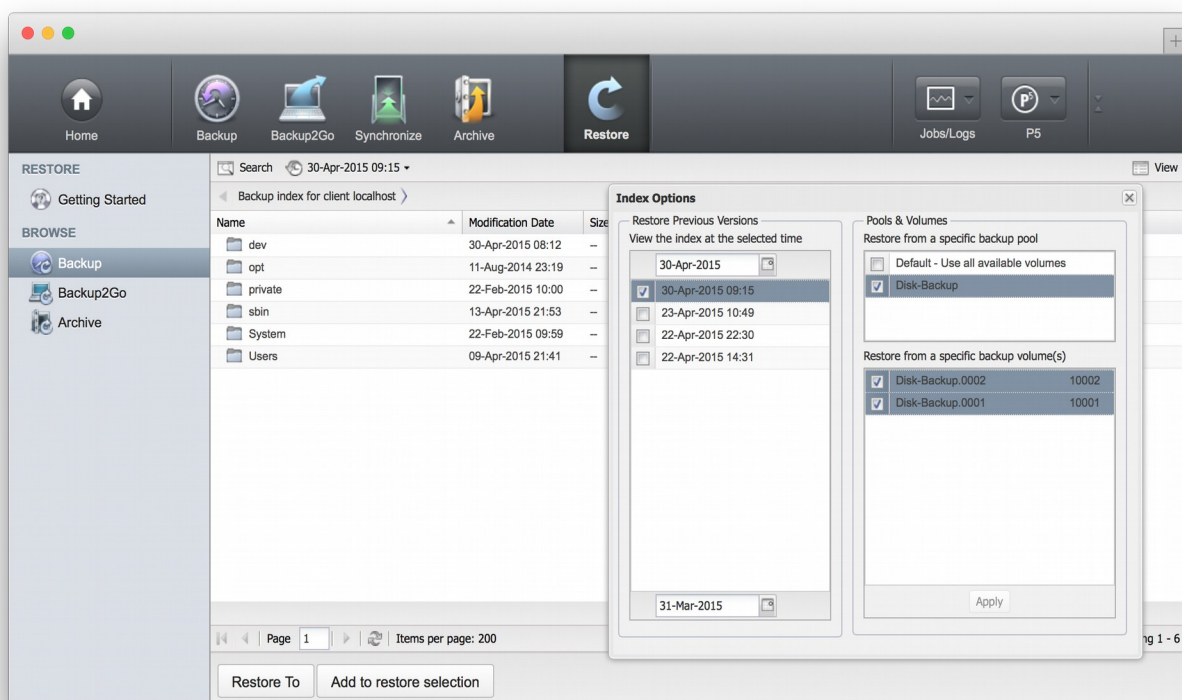 Home
Backup
Backup2Go
Synchronize
Archive
Restore
Jobs/Logs
P5
P5
RESTORE
Getting Started
BROWSE
Backup
Backup2Go
Archive
Search
30-Apr-2015 09:15
View
Backup index for client localhost
Name Modification Date Size
dev 30-Apr-2015 08:12 --
opt 11-Aug-2014 23:19 --
private 22-Feb-2015 10:00 --
sbin 13-Apr-2015 21:53 --
System 22-Feb-2015 09:59 --
Users 09-Apr-2015 21:41 --
Index Options
Restore Previous Versions
View the index at the selected time
30-Apr-2015
30-Apr-2015 09:15
23-Apr-2015 10:49
22-Apr-2015 22:30
22-Apr-2015 14:31
31-Mar-2015
Pools & Volumes
Restore from a specific backup pool
Default - Use all available volumes
Disk-Backup
Restore from a specific backup volume(s)
Disk-Backup.0002 10002
Disk-Backup.0001 10001
Apply
Page 1
Items per page: 200
ng 1 - 6
Restore To
Add to restore selection